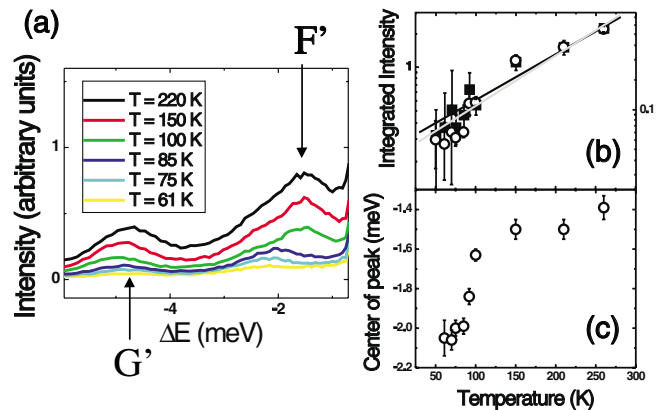 (a)
F'
T = 220 K
T = 150 K
T = 100 K
T = 85 K
T = 75 K
T = 61 K
Intensity (arbitrary units)
1
0
-4
-2
ΔE (meV)
G'
(b)
Integrated Intensity
1
0.1
(c)
Center of peak (meV)
-1.4
-1.6
-1.8
-2.0
-2.2
50 100 150 200 250 300
Temperature (K)